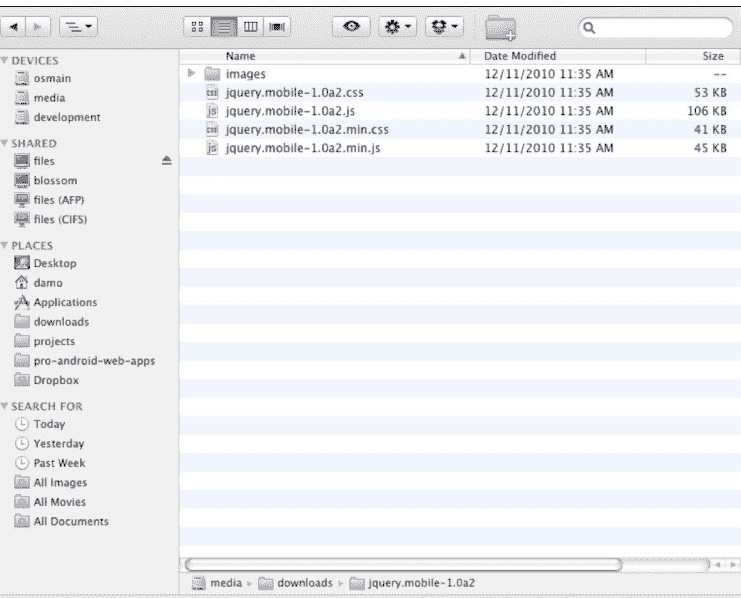 Name Date Modified Size
images 12/11/2010 11:35 AM --
jquery.mobile-1.0a2.css 12/11/2010 11:35 AM 53 KB
jquery.mobile-1.0a2.js 12/11/2010 11:35 AM 106 KB
jquery.mobile-1.0a2.min.css 12/11/2010 11:35 AM 41 KB
jquery.mobile-1.0a2.min.js 12/11/2010 11:35 AM 45 KB
DEVICES
osmain
media
development
SHARED
files
blossom
files (AFP)
files (CIFS)
PLACES
Desktop
damo
Applications
downloads
projects
pro-android-web-apps
Dropbox
SEARCH FOR
Today
Yesterday
Past Week
All Images
All Movies
All Documents
media downloads jquery.mobile-1.0a2